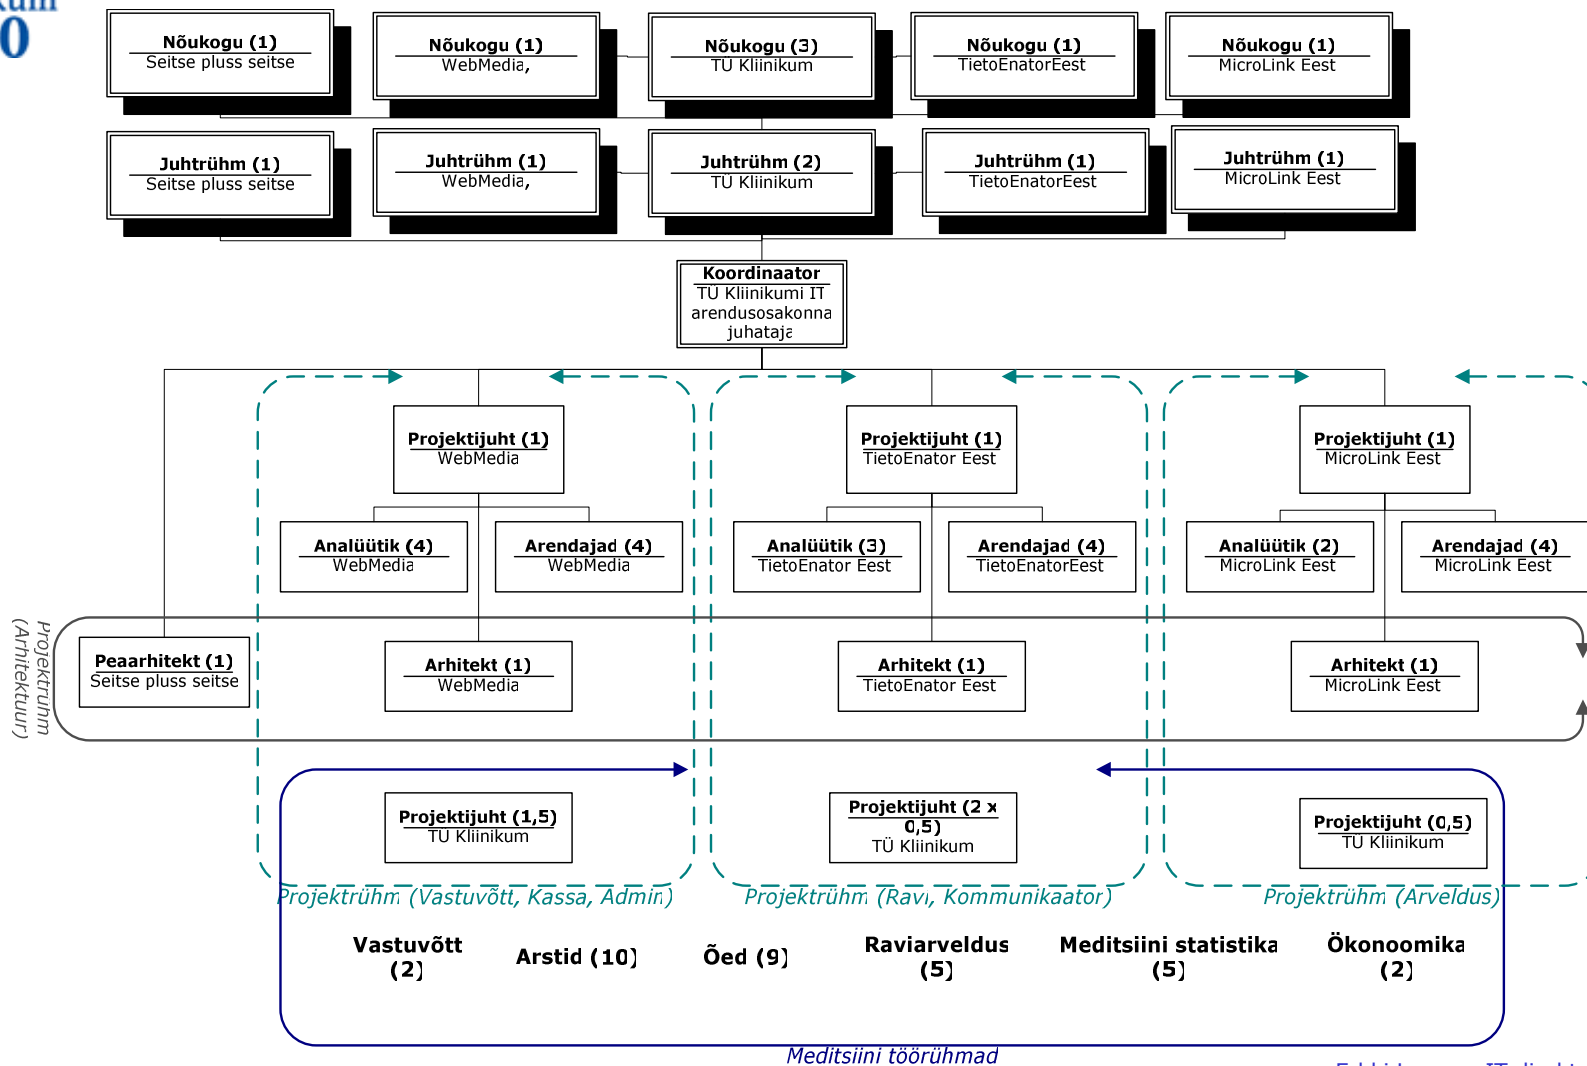 0
Nõukogu (1)
Seitse pluss seitse
Nõukogu (1)
WebMedia,
Nõukogu (3)
TÜ Kliinikum
Nõukogu (1)
TietoEnatorEest
Nõukogu (1)
MicroLink Eest
Juhtrühm (1)
Seitse pluss seitse
Juhtrühm (1)
WebMedia,
Juhtrühm (2)
TÜ Kliinikum
Juhtrühm (1)
TietoEnatorEest
Juhtrühm (1)
MicroLink Eest
Koordinaator
TÜ Kliinikumi IT
arendusosakonna
juhataja
Projektijuht (1)
WebMedia
Projektijuht (1)
TietoEnator Eest
Projektijuht (1)
MicroLink Eest
Analüütik (4)
WebMedia
Arendajad (4)
WebMedia
Analüütik (3)
TietoEnator Eest
Arendajad (4)
TietoEnatorEest
Analüütik (2)
MicroLink Eest
Arendajad (4)
MicroLink Eest
Projektrühm
(Arhitektuur)
Peaarhitekt (1)
Seitse pluss seitse
Arhitekt (1)
WebMedia
Arhitekt (1)
TietoEnator Eest
Arhitekt (1)
MicroLink Eest
Projektijuht (1,5)
TÜ Kliinikum
Projektijuht (2 x
0,5)
TÜ Kliinikum
Projektijuht (0,5)
TÜ Kliinikum
Projektrühm (Vastuvõtt, Kassa, Admin)
Projektrühm (Ravi, Kommunikaator)
Projektrühm (Arveldus)
Vastuvõtt
(2)
Arstid (10)
Õed (9)
Raviarveldus
(5)
Meditsiini statistika
(5)
Ökonoomika
(2)
Meditsiini töörühmad